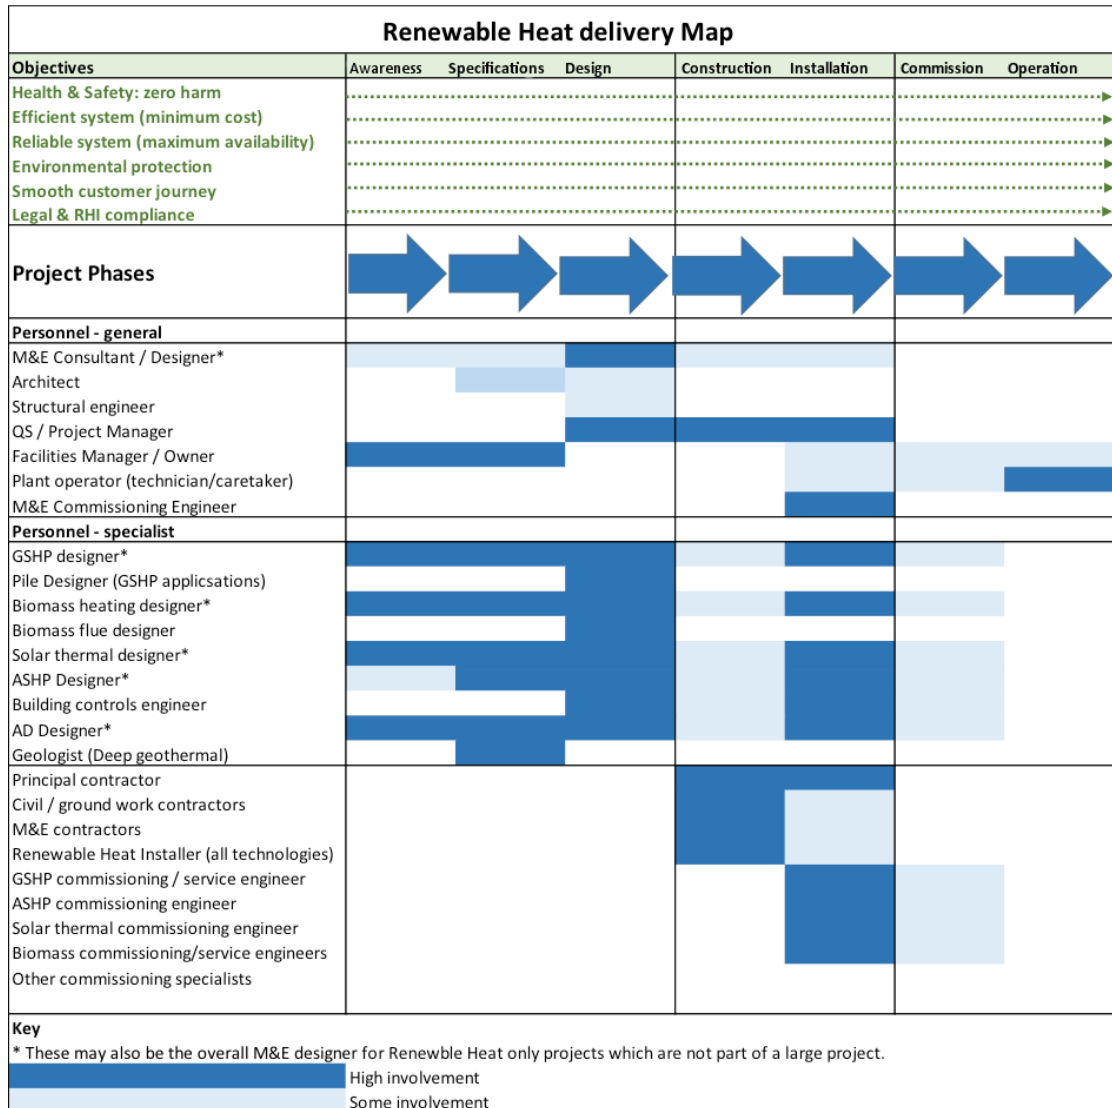 Renewable Heat delivery Map
Objectives Awareness Specifications Design Construction Installation Commission Operation
Health & Safety: zero harm
Efficient system (minimum cost)
Reliable system (maximum availability)
Environmental protection
Smooth customer journey
Legal & RHI compliance
Project Phases
Personnel - general
M&E Consultant / Designer*
Architect
Structural engineer
QS / Project Manager
Facilities Manager / Owner
Plant operator (technician/caretaker)
M&E Commissioning Engineer
Personnel - specialist
GSHP designer*
Pile Designer (GSHP applicsations)
Biomass heating designer*
Biomass flue designer
Solar thermal designer*
ASHP Designer*
Building controls engineer
AD Designer*
Geologist (Deep geothermal)
Principal contractor
Civil / ground work contractors
M&E contractors
Renewable Heat Installer (all technologies)
GSHP commissioning / service engineer
ASHP commissioning engineer
Solar thermal commissioning engineer
Biomass commissioning/service engineers
Other commissioning specialists
Key
* These may also be the overall M&E designer for Renewble Heat only projects which are not part of a large project.
High involvement
Some involvement